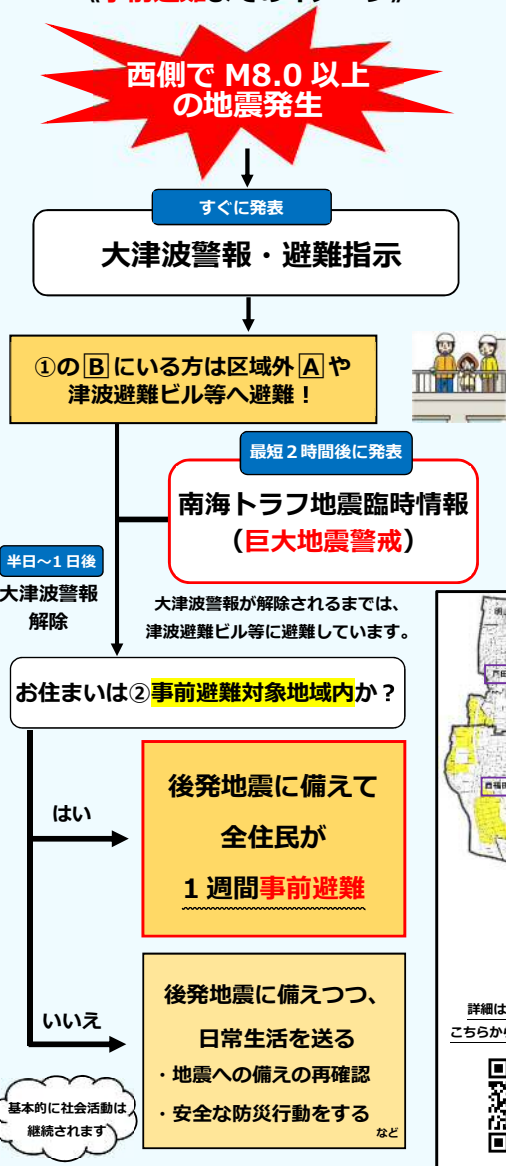 《事前避難までのイメージ》
西側で M8.0 以上
の地震発生
すぐに発表
大津波警報・避難指示
①の B にいる方は区域外 A や
津波避難ビル等へ避難！
最短２時間後に発表
南海トラフ地震臨時情報
（巨大地震警戒）
半日～１日後
大津波警報
解除
大津波警報が解除されるまでは、
津波避難ビル等に避難しています。
お住まいは②事前避難対象地域内か？
はい
後発地震に備えて
全住民が
１週間事前避難
いいえ
後発地震に備えつつ、
日常生活を送る
・地震への備えの再確認
・安全な防災行動をする
など
基本的に社会活動は
継続されます
詳細は
こちらから